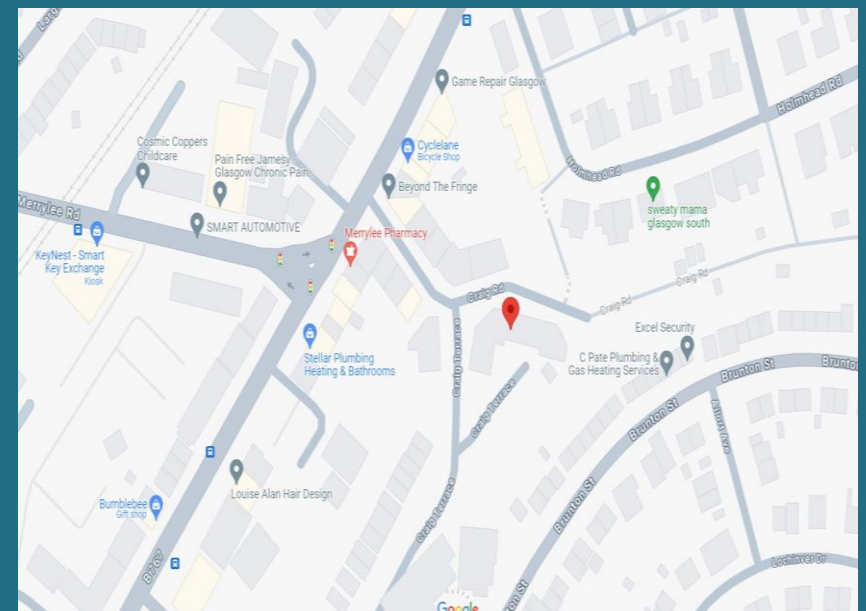 Game Repair Glasgow
Holmhead Rd
Cosmic Coppers
Childcare
Pain Free Jamesy
Glasgow Chronic Pain...
Cyclelane
Bicycle Shop
Beyond The Fringe
Holmhead Rd
Merrylee Rd
SMART AUTOMOTIVE
Merrylee Pharmacy
sweaty mama
glasgow south
KeyNest - Smart
Key Exchange
Kiosk
Craig Rd
Craig Rd
Craig Rd
Excel Security
Stellar Plumbing
Heating & Bathrooms
Craig Terrace
C Pate Plumbing &
Gas Heating Services
Brunton St
Craig Terrace
Brunton St
Louise Alan Hair Design
Bumblebee
Gift shop
Craig Terrace
Brunton St
B767
Lochinver Dr
Google